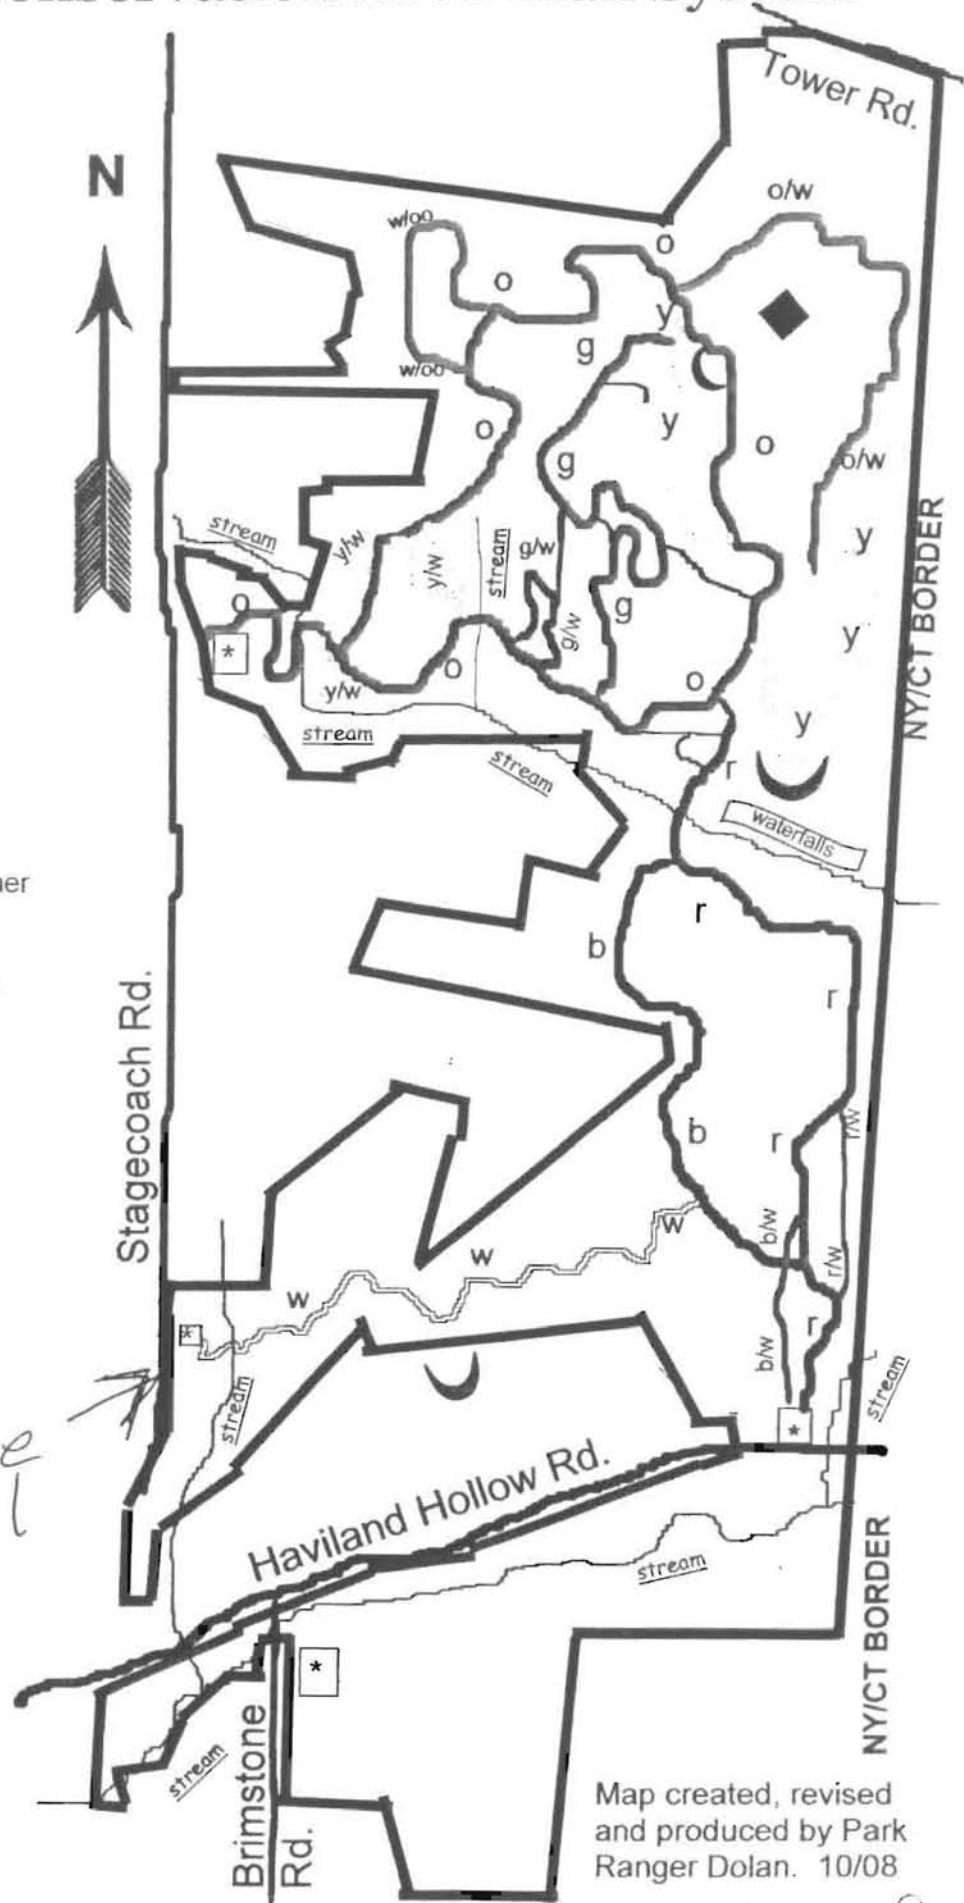 Tower Rd.
N
o/w
w/oo
o
o
y
g
w/oo
y
o
o
g
o/w
stream
y/w
y/w
stream
g/w
y
NY/CT BORDER
o
g
g/w
y
*
o
o
y/w
y
stream
stream
r
waterfalls
r
b
r
Stagecoach Rd.
b
r
r/w
w
b/w
w
r/w
w
r
*
b/w
stream
stream
*
Haviland Hollow Rd.
stream
NY/CT BORDER
*
stream
Brimstone
Rd.
Map created, revised
and produced by Park
Ranger Dolan. 10/08